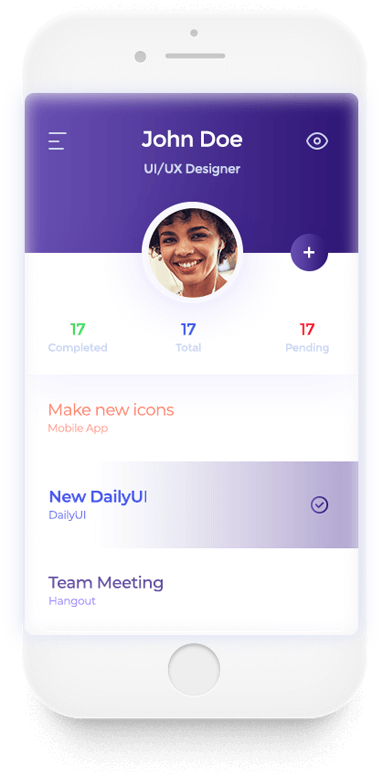 John Doe
UI/UX Designer
+
17 17 17
Completed Total Pending
Make new icons
Mobile App
New DailyUI
DailyUI
Team Meeting
Hangout